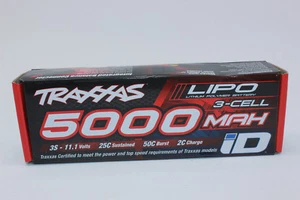 TRAXXAS
LIPO
LITHIUM POLYMER BATTERY
3-CELL
5000 MAH
3S - 11.1 Volts 25C Sustained 50C Burst 2C Charge
iD
Traxxas Certified to meet the power and top speed requirements of Traxxas models